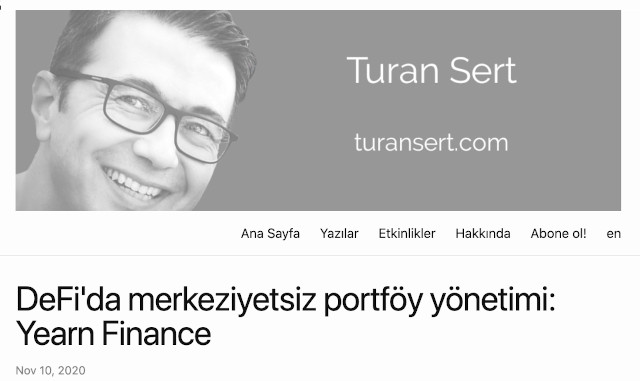 Turan Sert
turansert.com
Ana Sayfa Yazılar Etkinlikler Hakkında Abone ol! en
DeFi'da merkeziyetsiz portföy yönetimi:
Yearn Finance
Nov 10, 2020